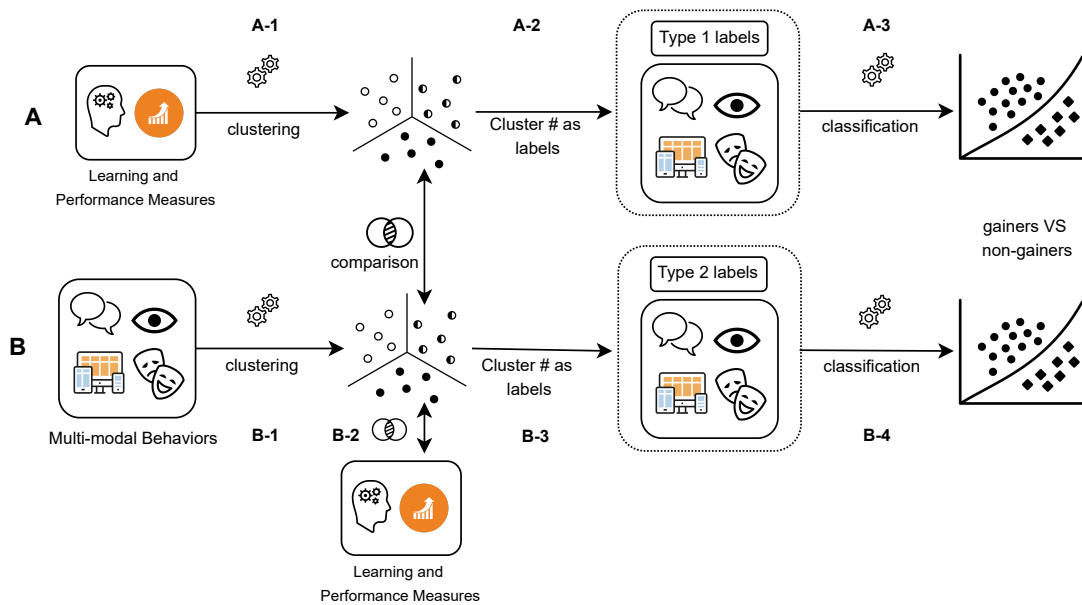 A-1
A-2
A-3
Type 1 labels
A
clustering
Cluster # as
labels
classification
Learning and
Performance Measures
comparison
gainers VS
non-gainers
Type 2 labels
B
clustering
Cluster # as
labels
classification
Multi-modal Behaviors
B-1
B-2
B-3
B-4
Learning and
Performance Measures